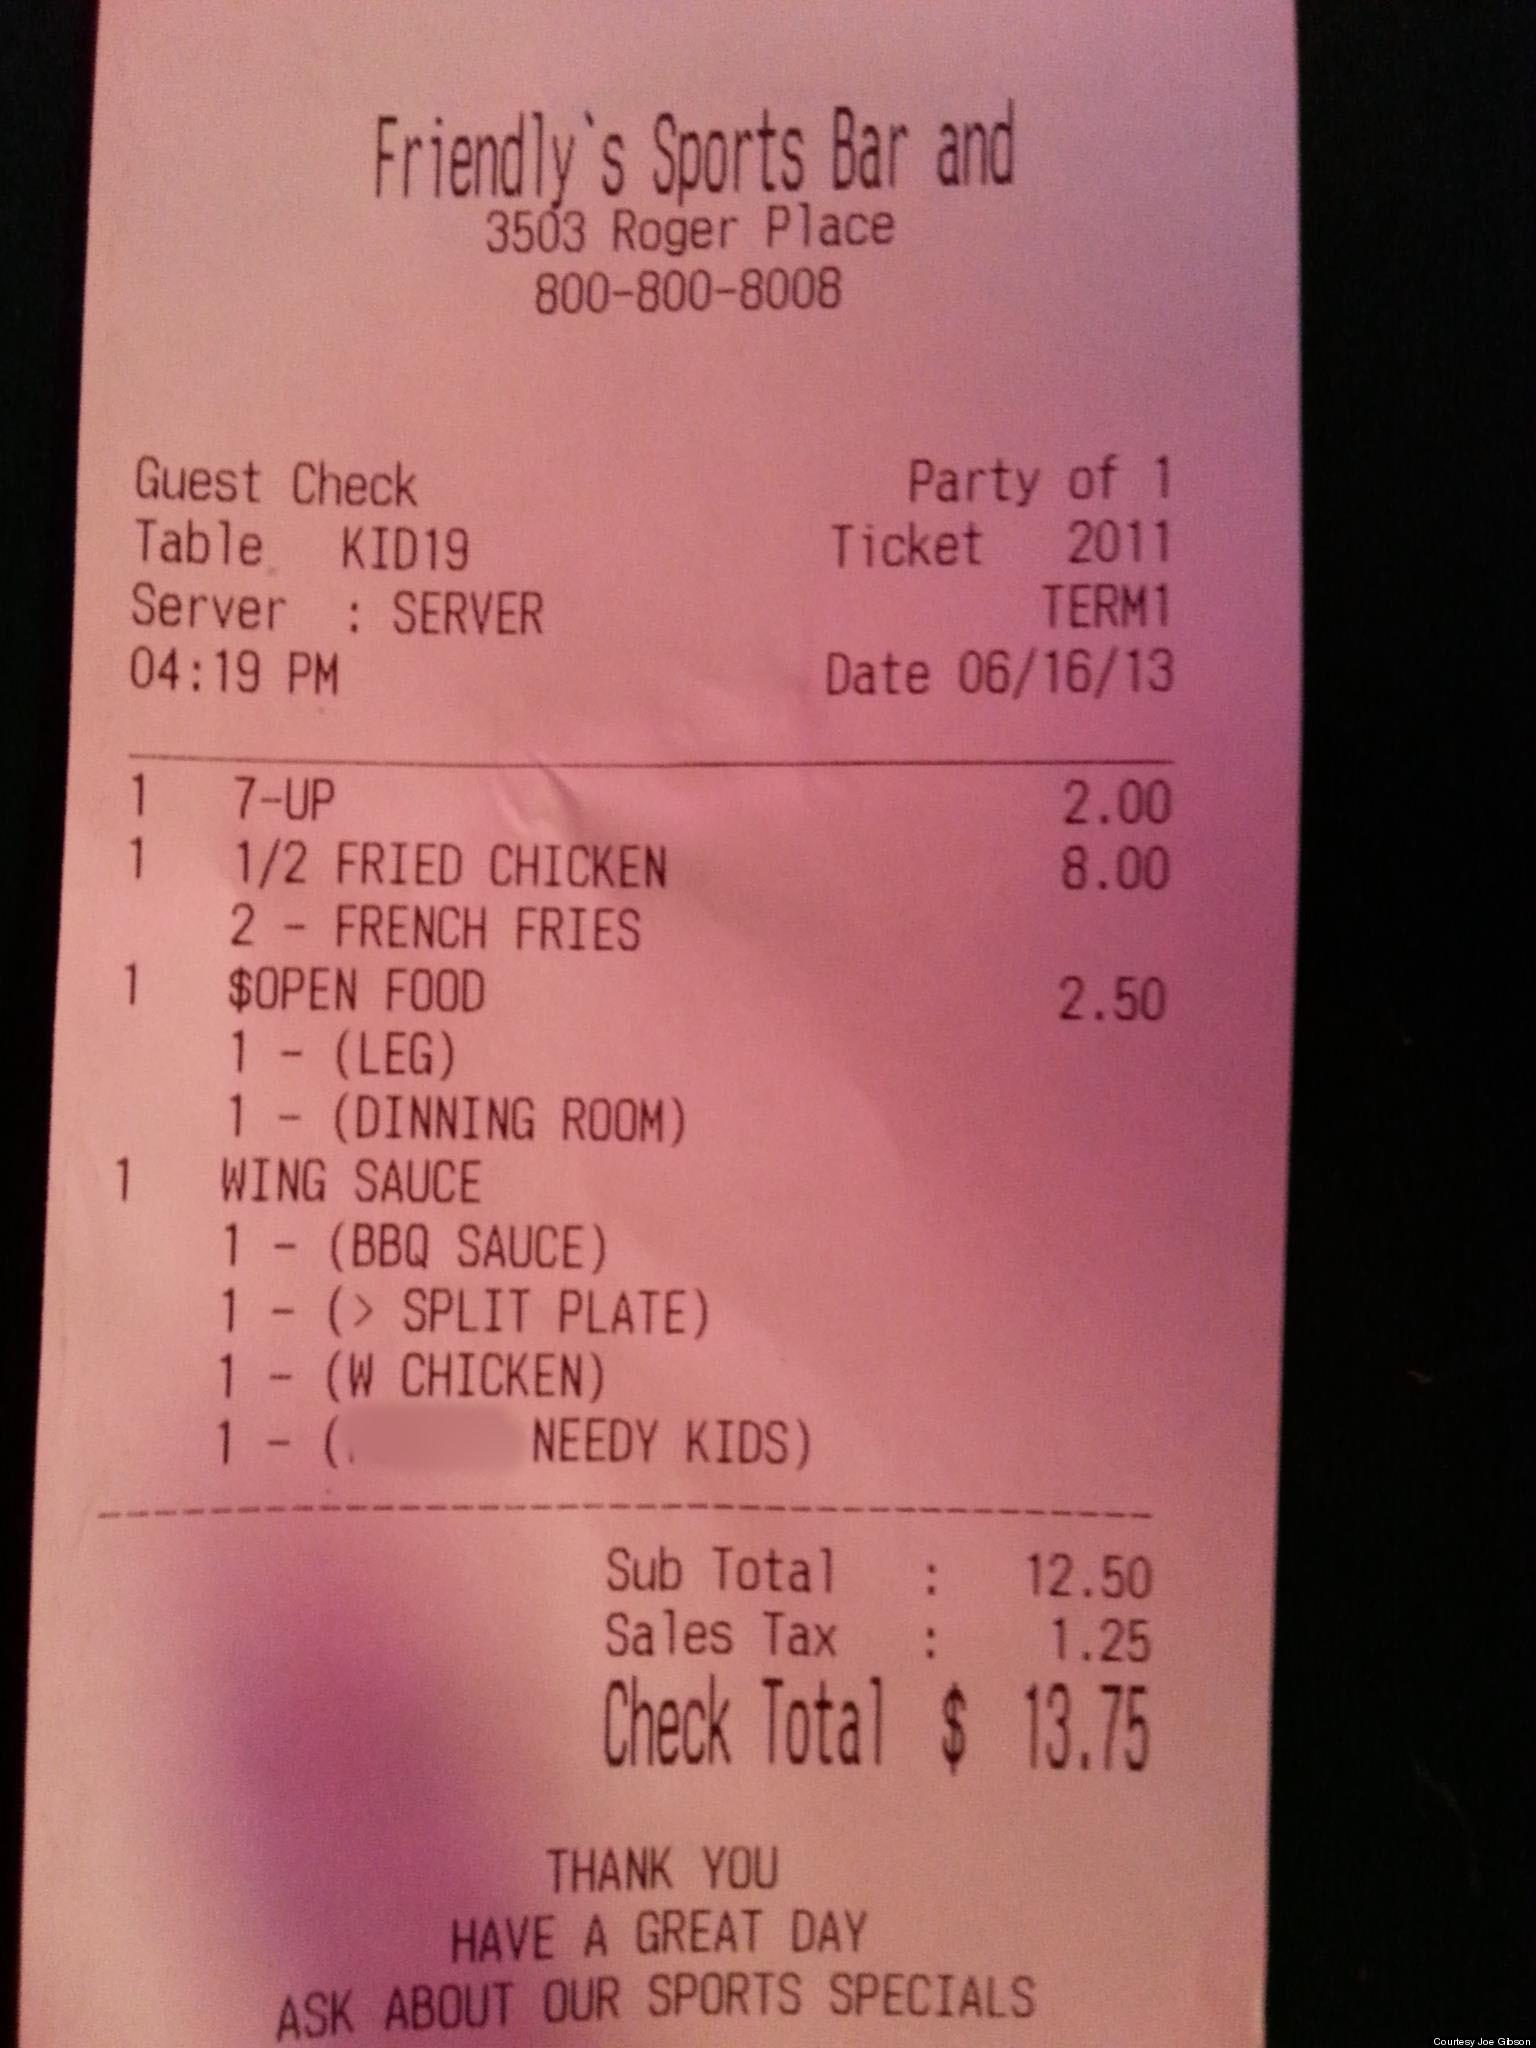 Friendly`s Sports Bar and
3503 Roger Place
800-800-8008
Guest Check Party of 1
Table KID19 Ticket 2011
Server : SERVER TERM1
04:19 PM Date 06/16/13
1 7-UP 2.00
1 1/2 FRIED CHICKEN 8.00
2 - FRENCH FRIES
1 $OPEN FOOD 2.50
1 - (LEG)
1 - (DINNING ROOM)
1 WING SAUCE
1 - (BBQ SAUCE)
1 - (> SPLIT PLATE)
1 - (W CHICKEN)
1 - ( NEEDY KIDS)
Sub Total : 12.50
Sales Tax : 1.25
Check Total $ 13.75
THANK YOU
HAVE A GREAT DAY
ASK ABOUT OUR SPORTS SPECIALS
Courtesy Joe Gibson